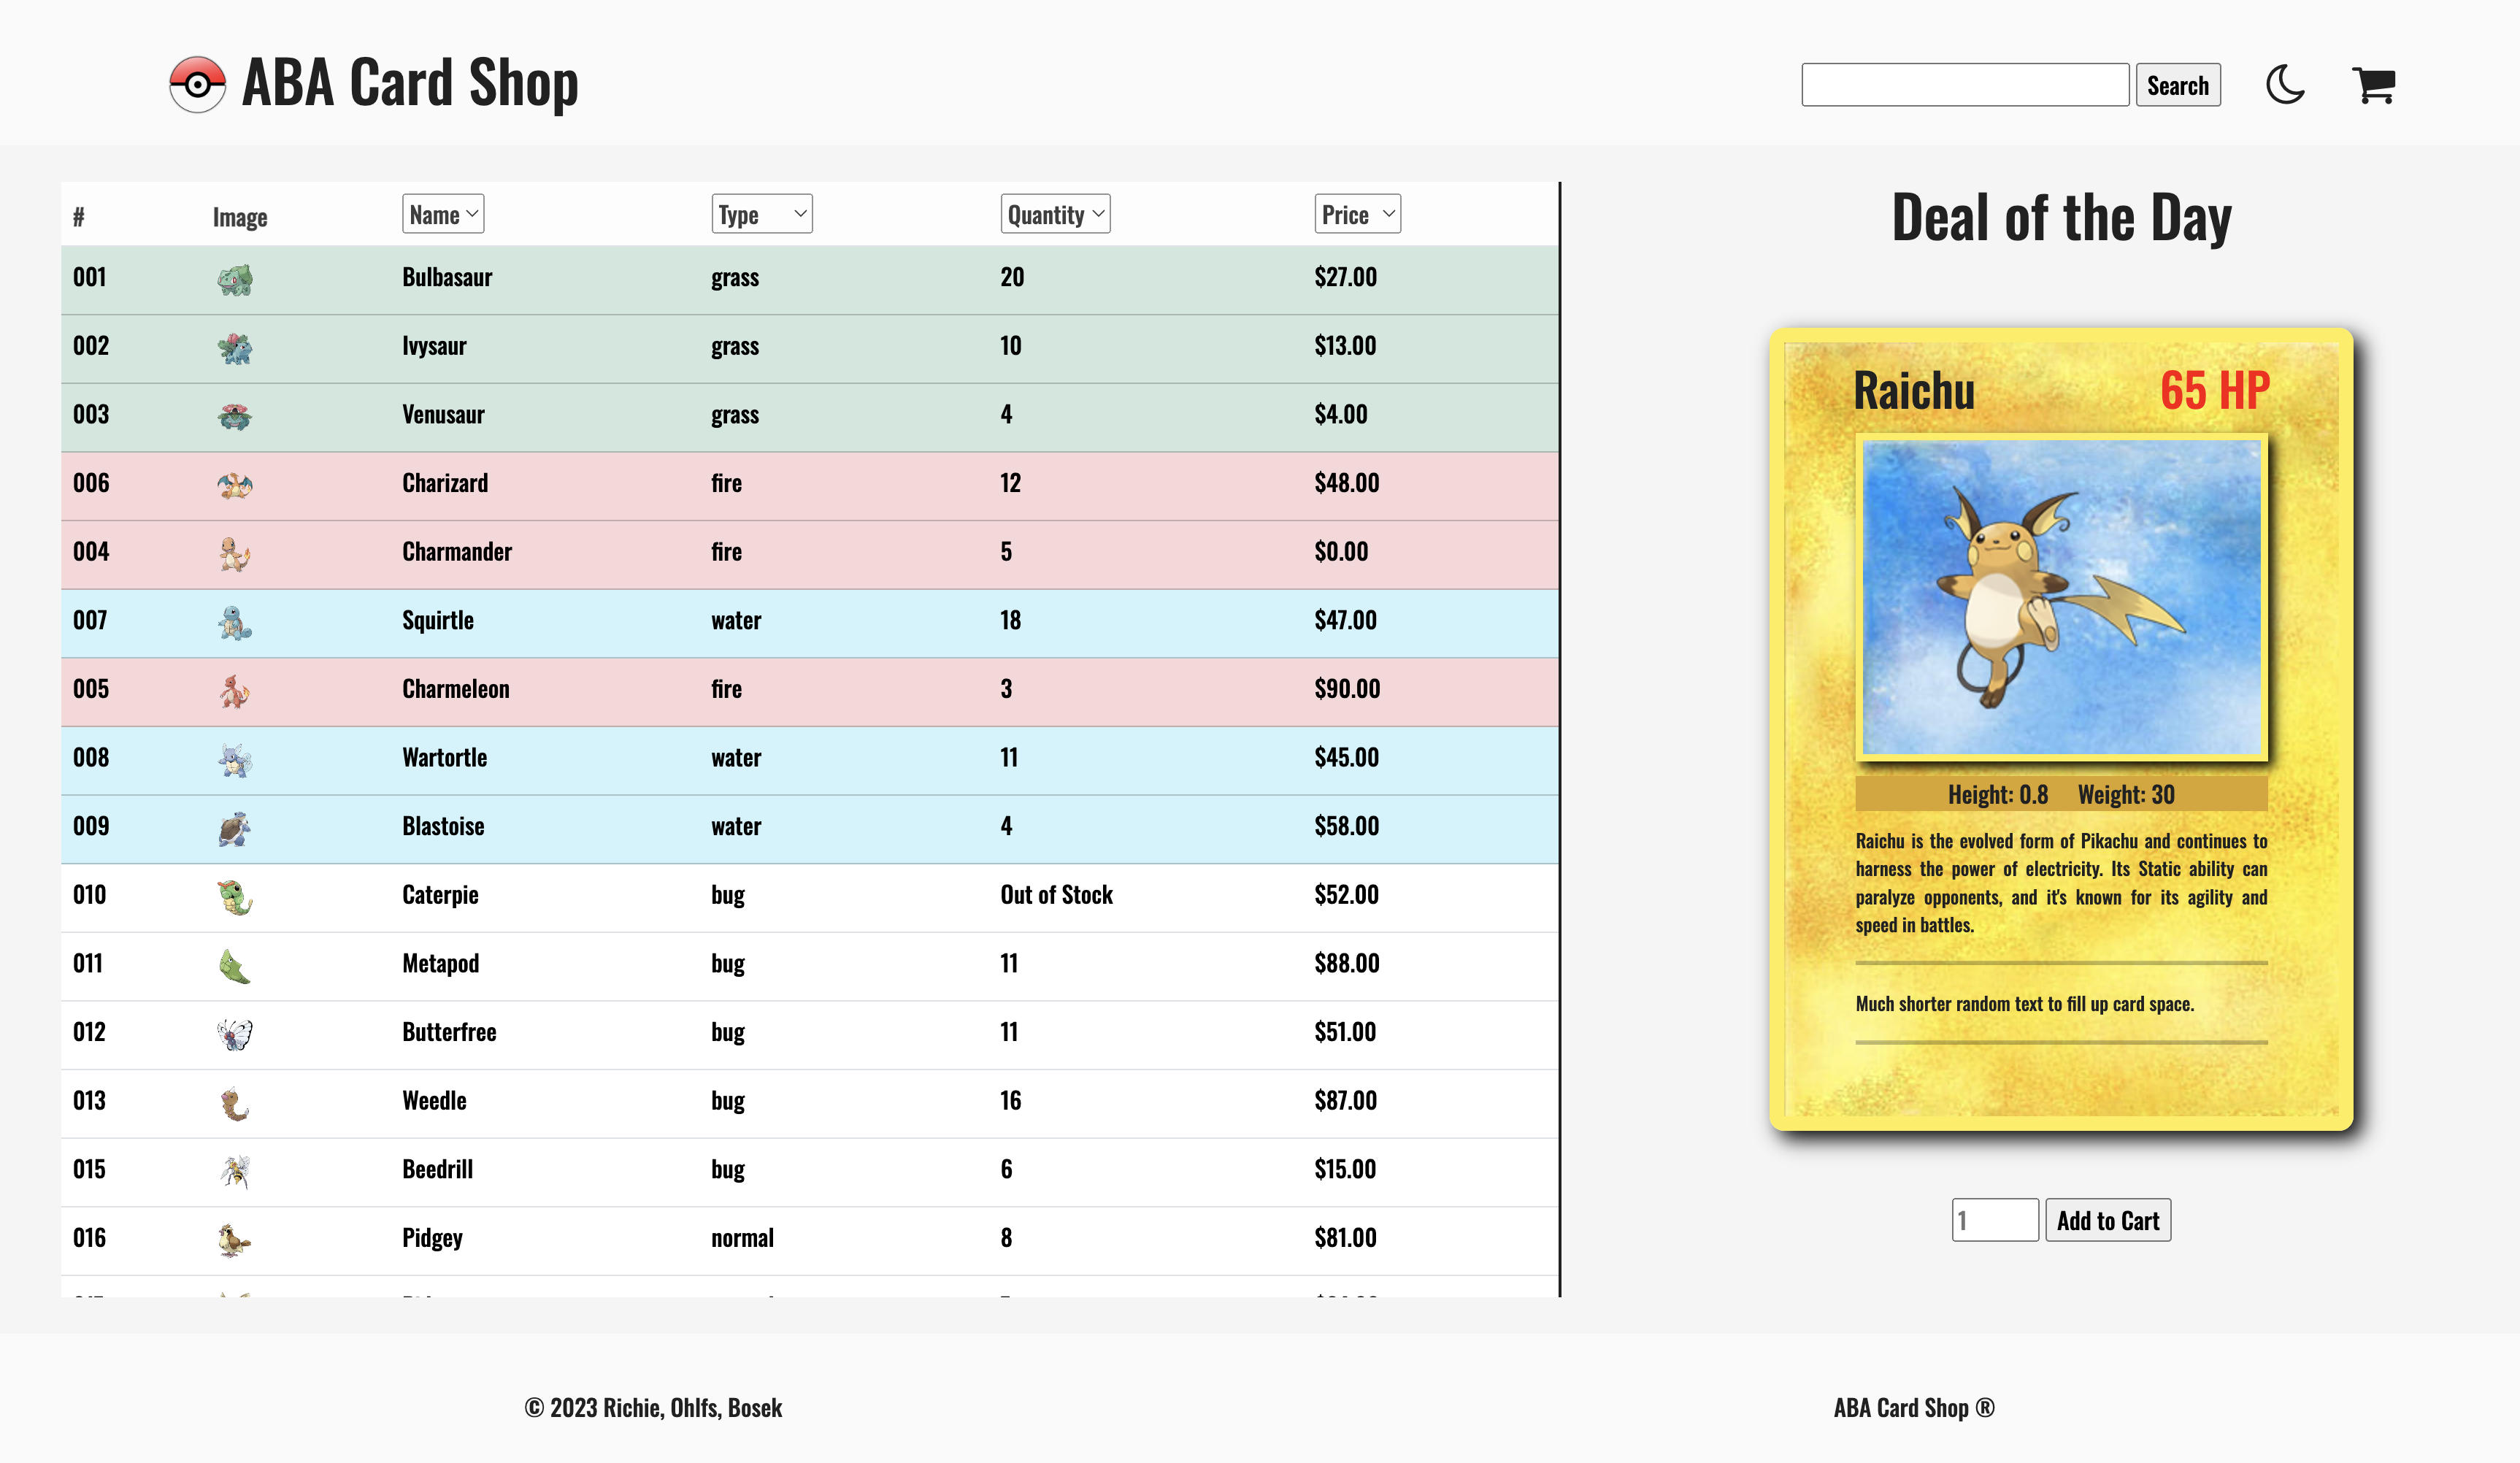 ABA Card Shop
Search
# Image Name Type Quantity Price
001 Bulbasaur grass 20 $27.00
002 Ivysaur grass 10 $13.00
003 Venusaur grass 4 $4.00
006 Charizard fire 12 $48.00
004 Charmander fire 5 $0.00
007 Squirtle water 18 $47.00
005 Charmeleon fire 3 $90.00
008 Wartortle water 11 $45.00
009 Blastoise water 4 $58.00
010 Caterpie bug Out of Stock $52.00
011 Metapod bug 11 $88.00
012 Butterfree bug 11 $51.00
013 Weedle bug 16 $87.00
015 Beedrill bug 6 $15.00
016 Pidgey normal 8 $81.00
Deal of the Day
Raichu 65 HP
Height: 0.8 Weight: 30
Raichu is the evolved form of Pikachu and continues to
harness the power of electricity. Its Static ability can
paralyze opponents, and it's known for its agility and
speed in battles.
Much shorter random text to fill up card space.
1 Add to Cart
© 2023 Richie, Ohlfs, Bosek
ABA Card Shop ®